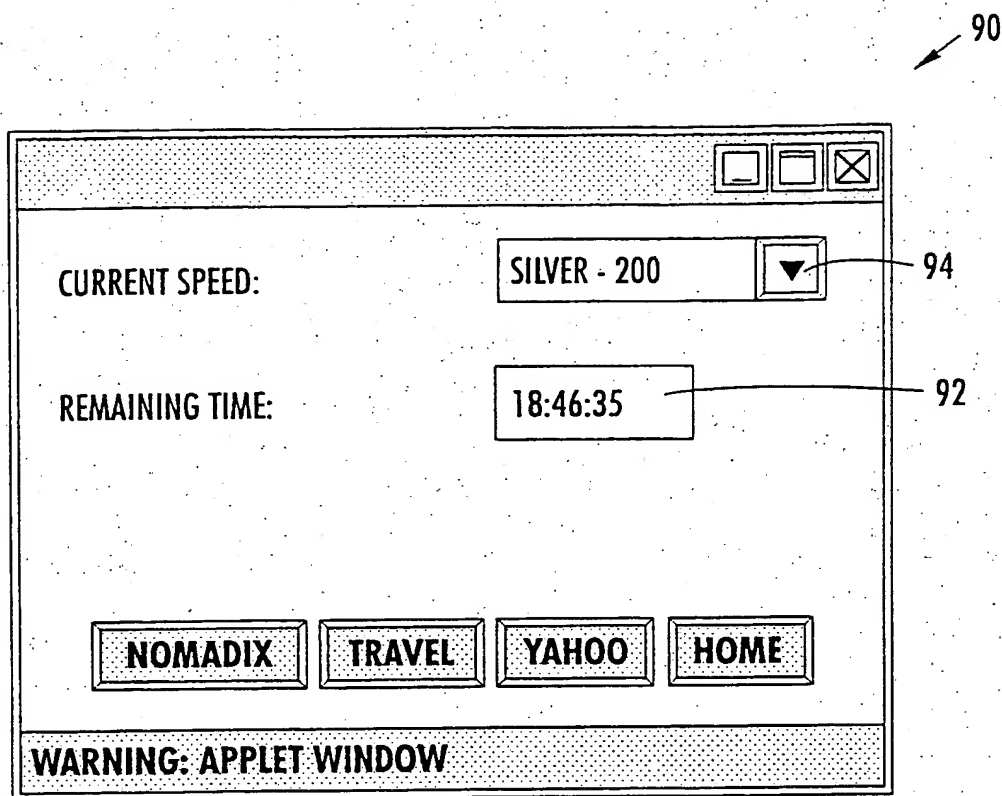 90
CURRENT SPEED: SILVER - 200 94
REMAINING TIME: 18:46:35 92
NOMADIX TRAVEL YAHOO HOME
WARNING: APPLET WINDOW